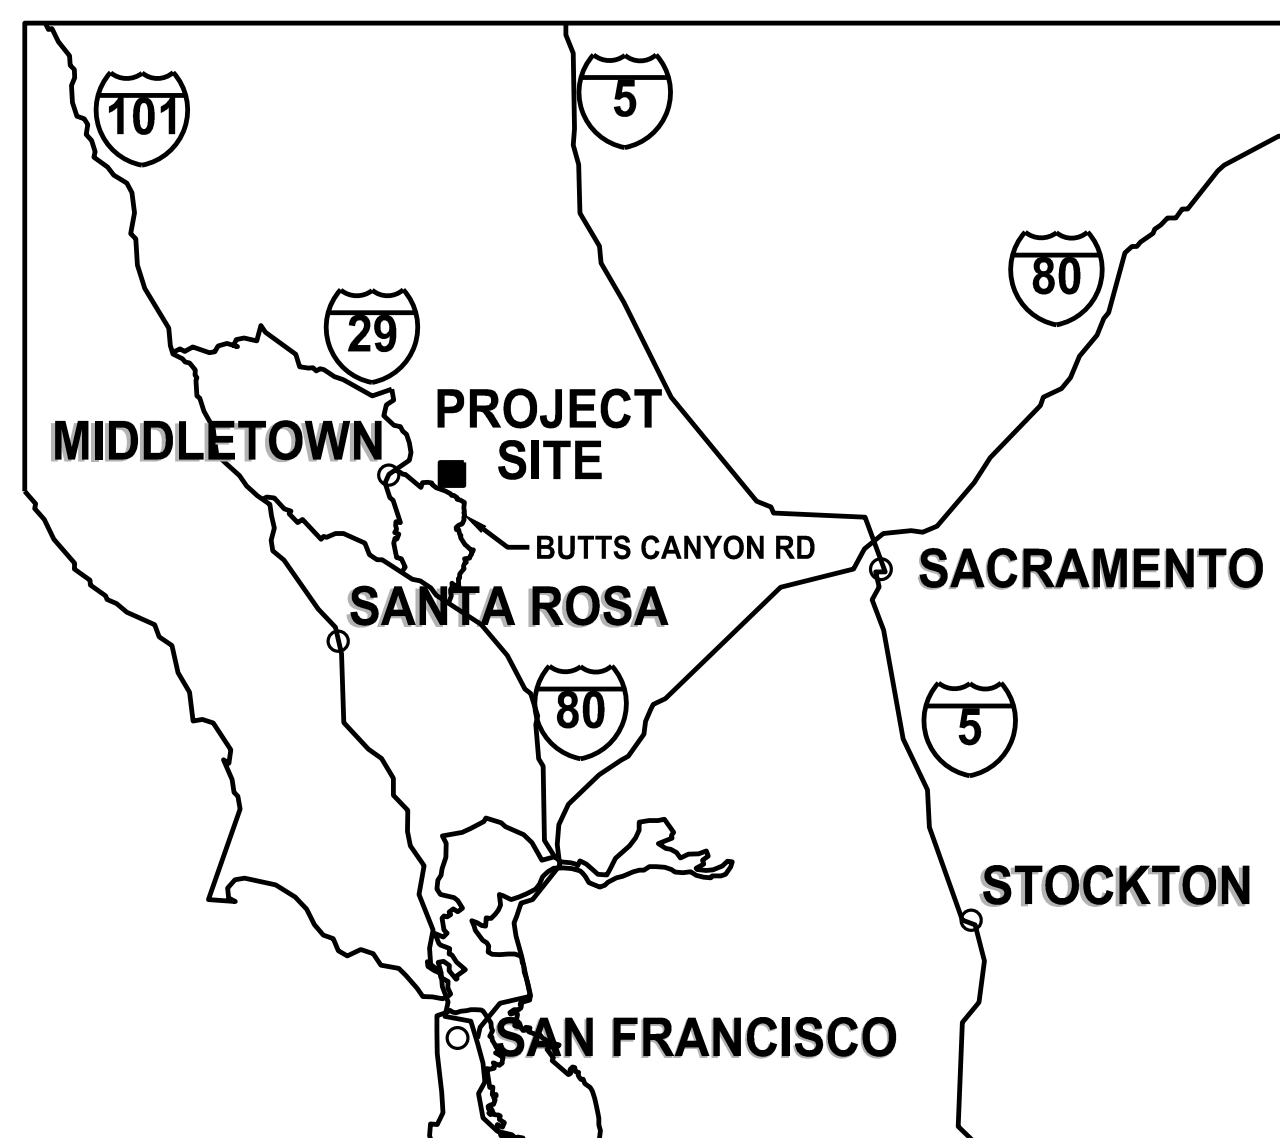 5
101
80
29
PROJECT
SITE
MIDDLETOWN
BUTTS CANYON RD
SACRAMENTO
SANTA ROSA
80
5
STOCKTON
SAN FRANCISCO